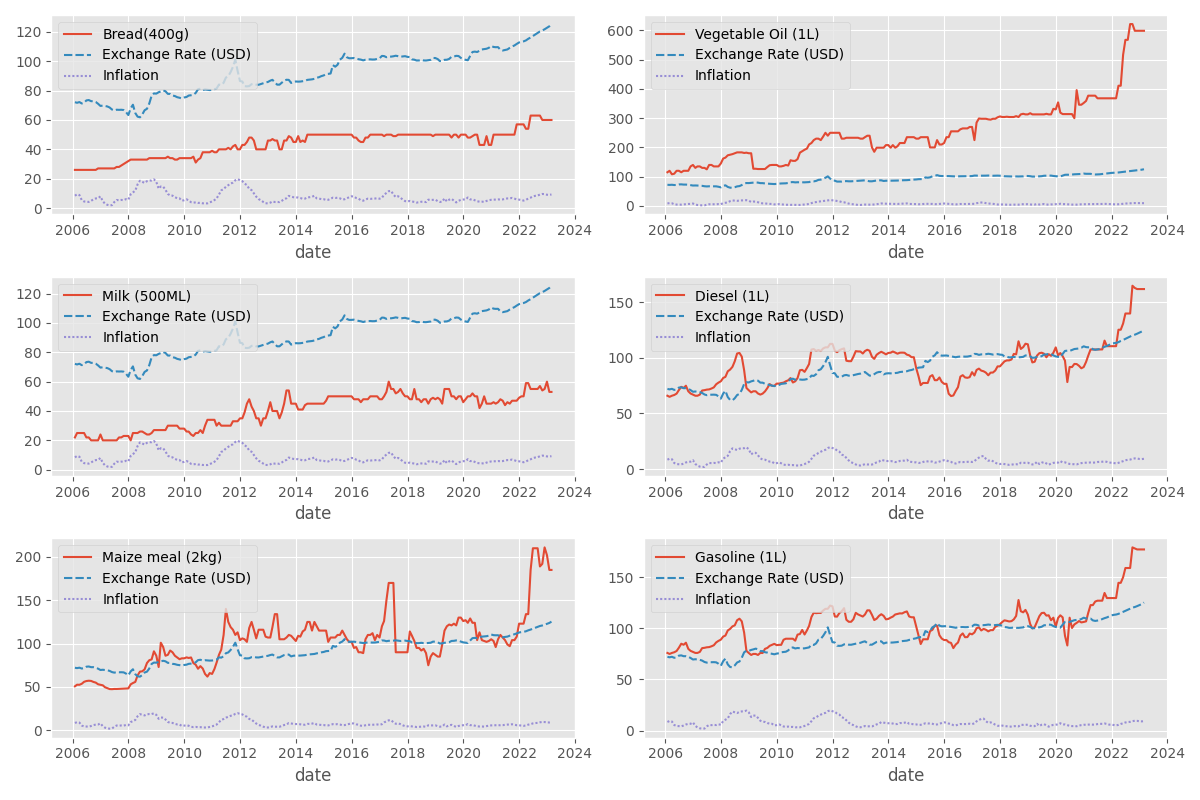 Bread(400g)
Exchange Rate (USD)
Inflation
120
100
80
60
40
20
0
2006 2008 2010 2012 2014 2016 2018 2020 2022 2024
date
Vegetable Oil (1L)
Exchange Rate (USD)
Inflation
600
500
400
300
200
100
0
2006 2008 2010 2012 2014 2016 2018 2020 2022 2024
date
Milk (500ML)
Exchange Rate (USD)
Inflation
120
100
80
60
40
20
0
2006 2008 2010 2012 2014 2016 2018 2020 2022 2024
date
Diesel (1L)
Exchange Rate (USD)
Inflation
150
100
50
0
2006 2008 2010 2012 2014 2016 2018 2020 2022 2024
date
Maize meal (2kg)
Exchange Rate (USD)
Inflation
200
150
100
50
0
2006 2008 2010 2012 2014 2016 2018 2020 2022 2024
date
Gasoline (1L)
Exchange Rate (USD)
Inflation
150
100
50
0
2006 2008 2010 2012 2014 2016 2018 2020 2022 2024
date